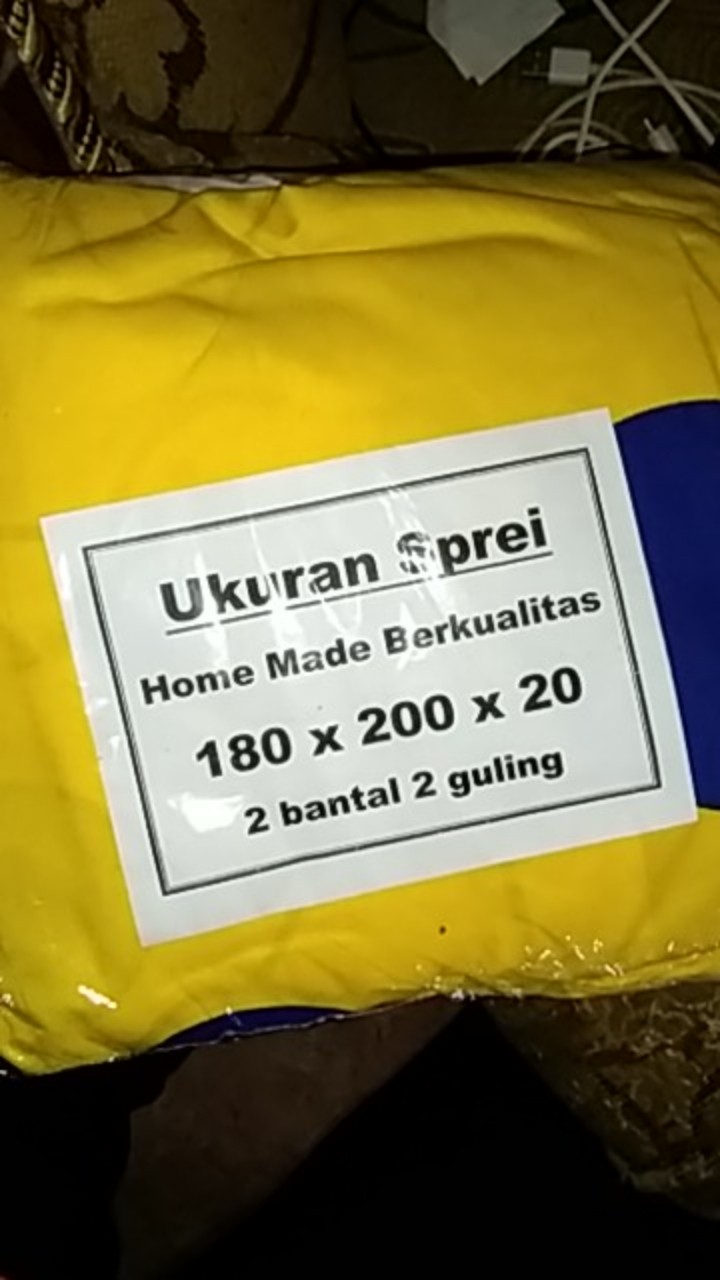 Ukuran Sprei
Home Made Berkualitas
180 x 200 x 20
2 bantal 2 guling